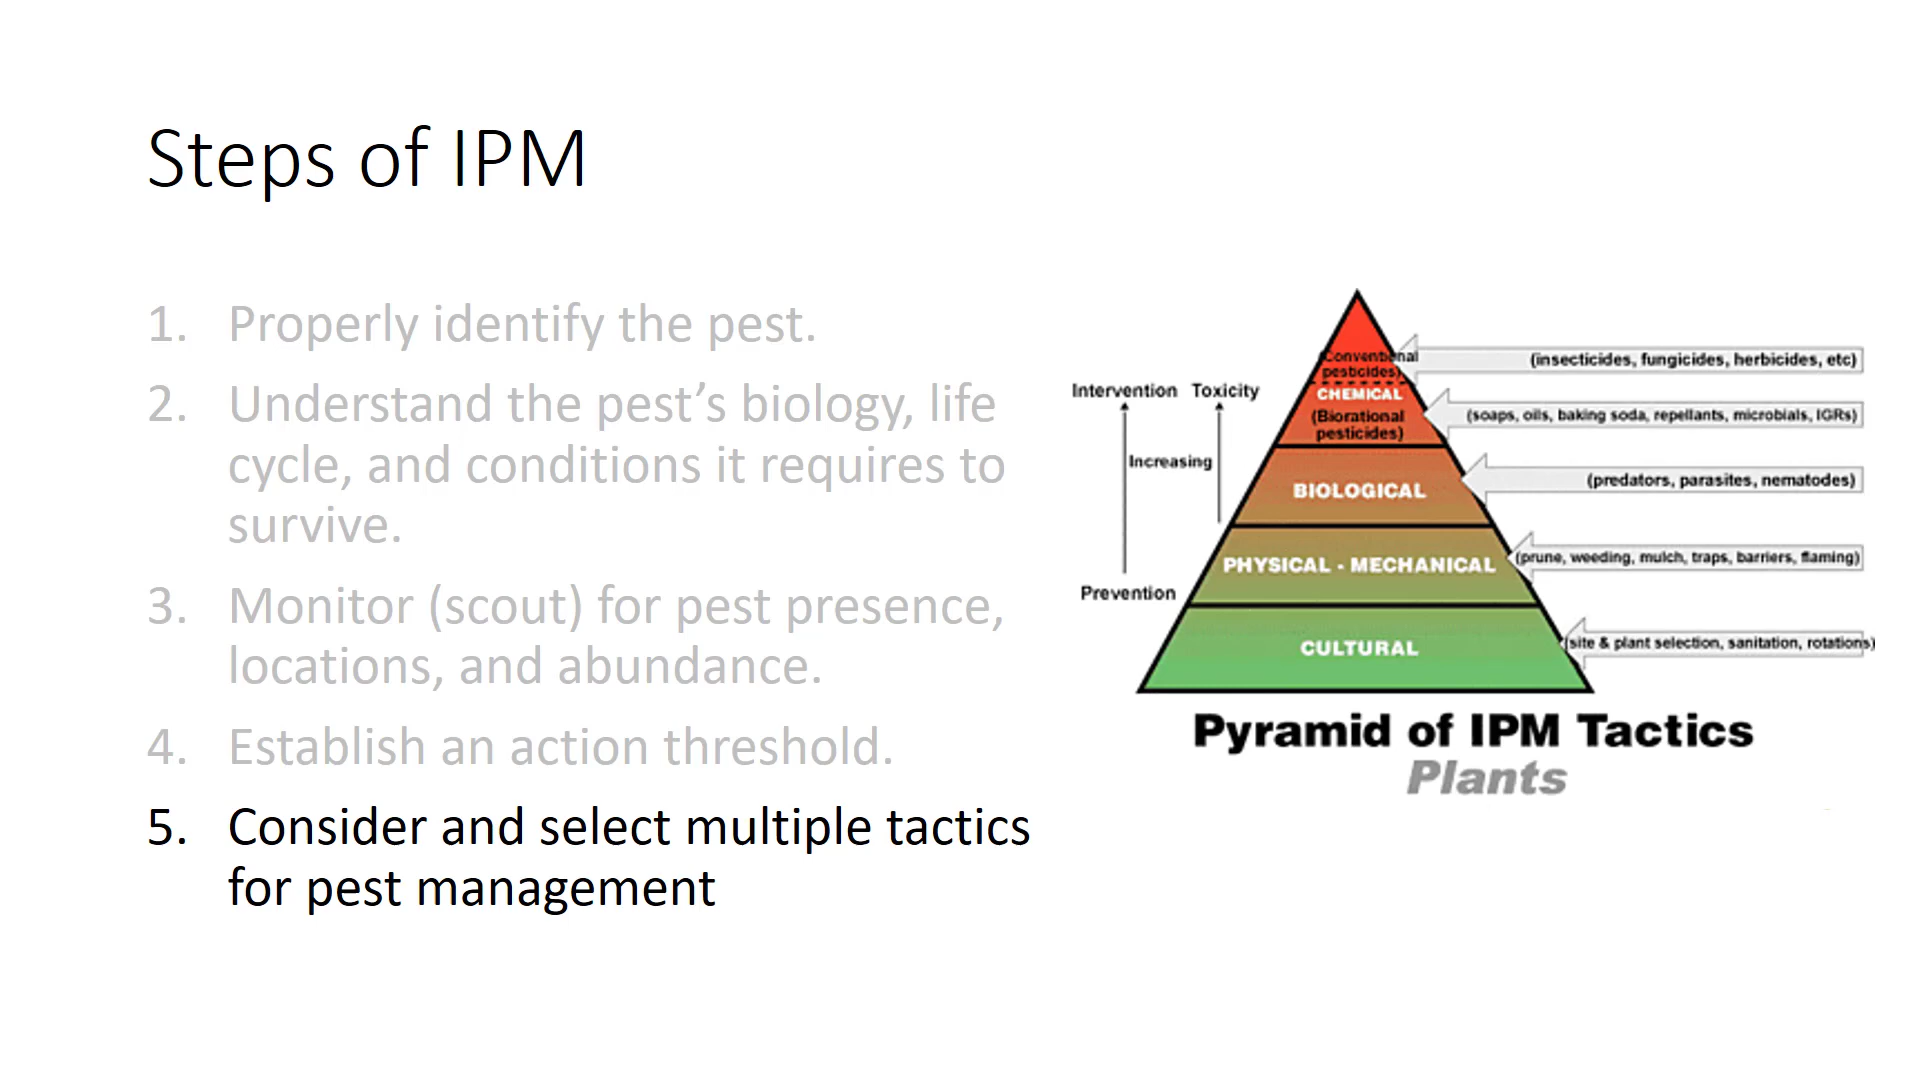 Steps of IPM
1. Properly identify the pest.
2. Understand the pest’s biology, life
cycle, and conditions it requires to
survive.
3. Monitor (scout) for pest presence,
locations, and abundance.
4. Establish an action threshold.
5. Consider and select multiple tactics
for pest management
Intervention Toxicity
Increasing
Prevention
(Conventional
pesticides)
CHEMICAL
(Biorational
pesticides)
BIOLOGICAL
PHYSICAL - MECHANICAL
CULTURAL
(insecticides, fungicides, herbicides, etc)
(soaps, oils, baking soda, repellants, microbials, IGRs)
(predators, parasites, nematodes)
(prune, weeding, mulch, traps, barriers, flaming)
(site & plant selection, sanitation, rotations)
Pyramid of IPM Tactics
Plants